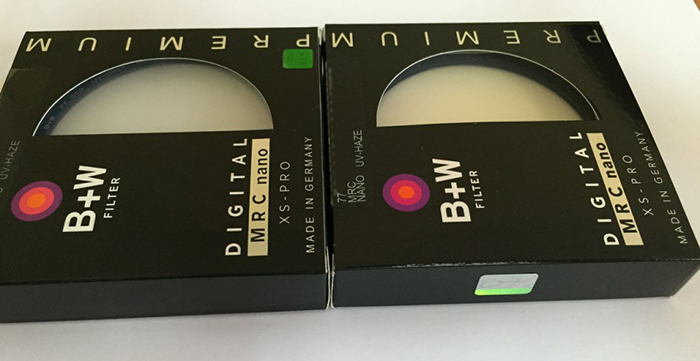 PREMIUM
UV-HAZE
B+W
FILTER
DIGITAL
MRC nano
XS-PRO
MADE IN GERMANY
PREMIUM
77
MRC
NANO UV-HAZE
B+W
FILTER
DIGITAL
MRC nano
XS-PRO
MADE IN GERMANY